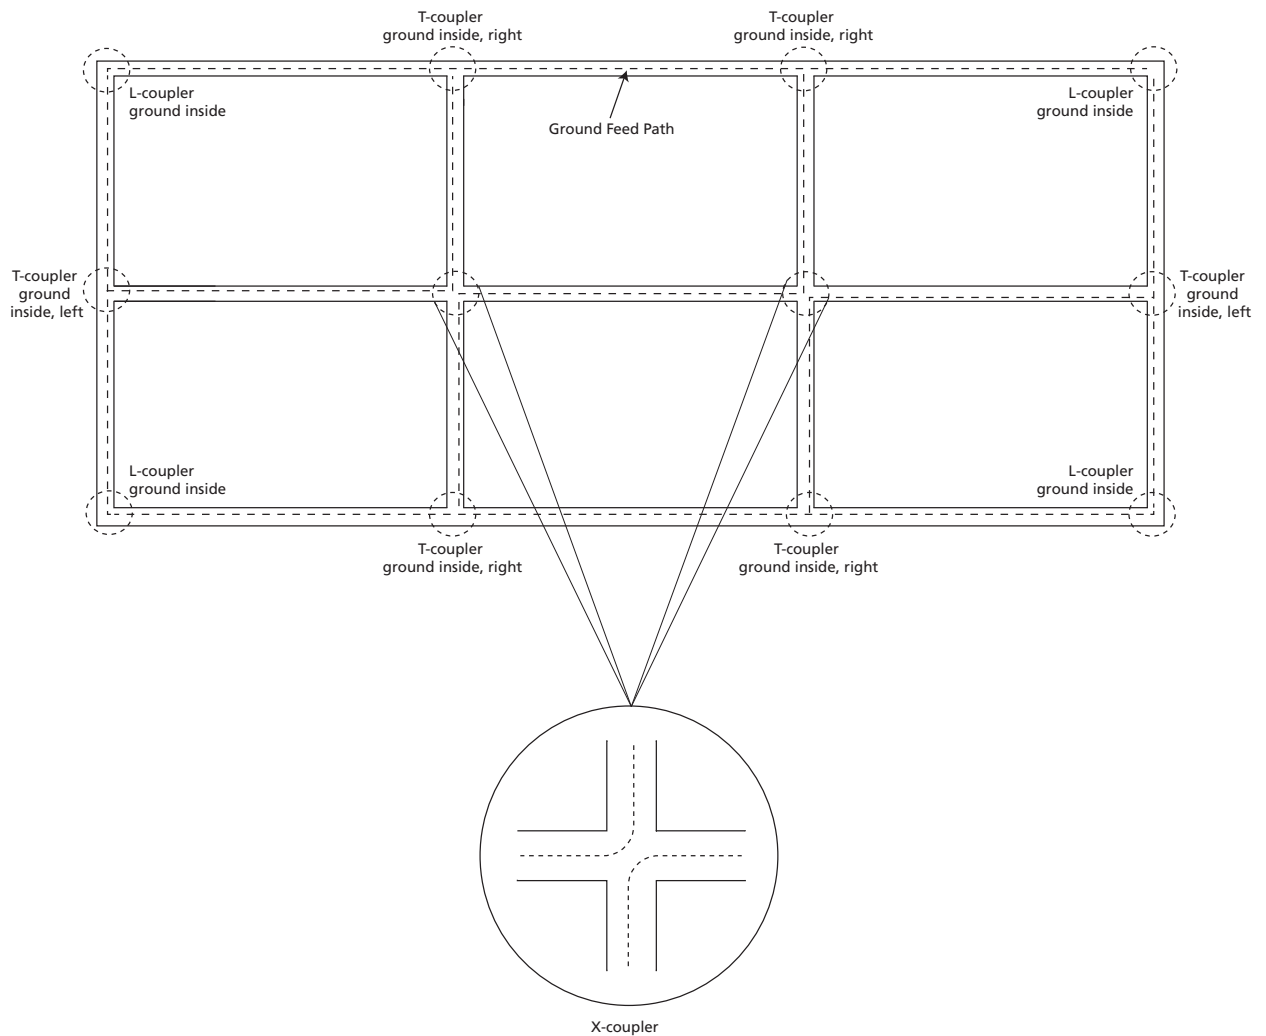 T-coupler
ground inside, right
T-coupler
ground inside, right
L-coupler
ground inside
L-coupler
ground inside
Ground Feed Path
T-coupler
ground
inside, left
T-coupler
ground
inside, left
L-coupler
ground inside
L-coupler
ground inside
T-coupler
ground inside, right
T-coupler
ground inside, right
X-coupler